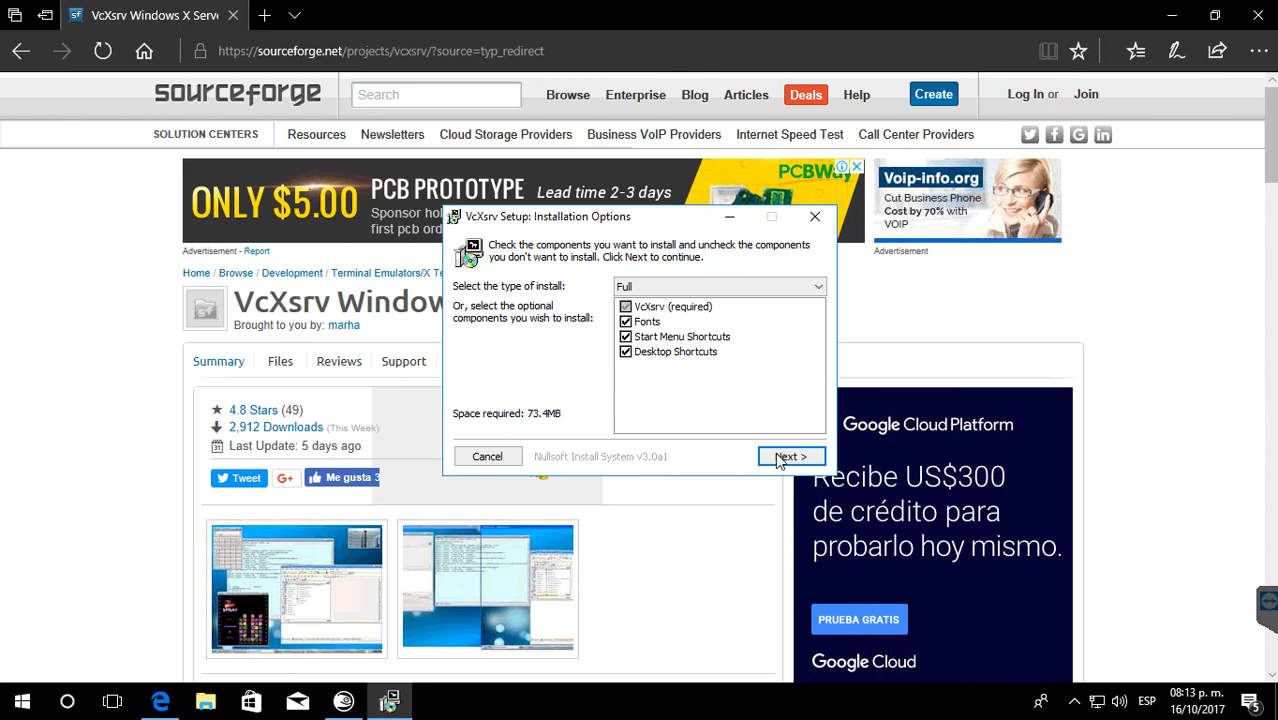 VcXsrv Windows X Serve
https://sourceforge.net/projects/vcxsrv/?source=typ_redirect
sourceforge
Search
Browse
Enterprise
Blog
Articles
Deals
Help
Create
Log In or
Join
SOLUTION CENTERS
Resources
Newsletters
Cloud Storage Providers
Business VoIP Providers
Internet Speed Test
Call Center Providers
ONLY $5.00
PCB PROTOTYPE
Lead time 2-3 days
Sponsor
first pcb
PCBWay
Voip-info.org
Cut Business Phone
Cost by 70% with
VOIP
Advertisement - Report
Advertisement
Home / Browse / Development / Terminal Emulators/X Te
VcXsrv Window
Brought to you by: marha
Summary
Files
Reviews
Support
4.8 Stars (49)
2,912 Downloads (This Week)
31
Last Update: 5 days ago
Tweet
G+
Me gusta 3
VcXsrv Setup: Installation Options
Check the components you want to install and uncheck the components
you don't want to install. Click Next to continue.
Select the type of install:
Full
Or, select the optional
components you wish to install:
VcXsrv (required)
Fonts
Start Menu Shortcuts
Desktop Shortcuts
Space required: 73.4MB
Cancel
Nullsoft Install System v3.0a1
Next >
Google Cloud Platform
Recibe US$300
de crédito para
probarlo hoy mismo.
PRUEBA GRATIS
Google Cloud
ESP
08:13 p. m.
16/10/2017
5